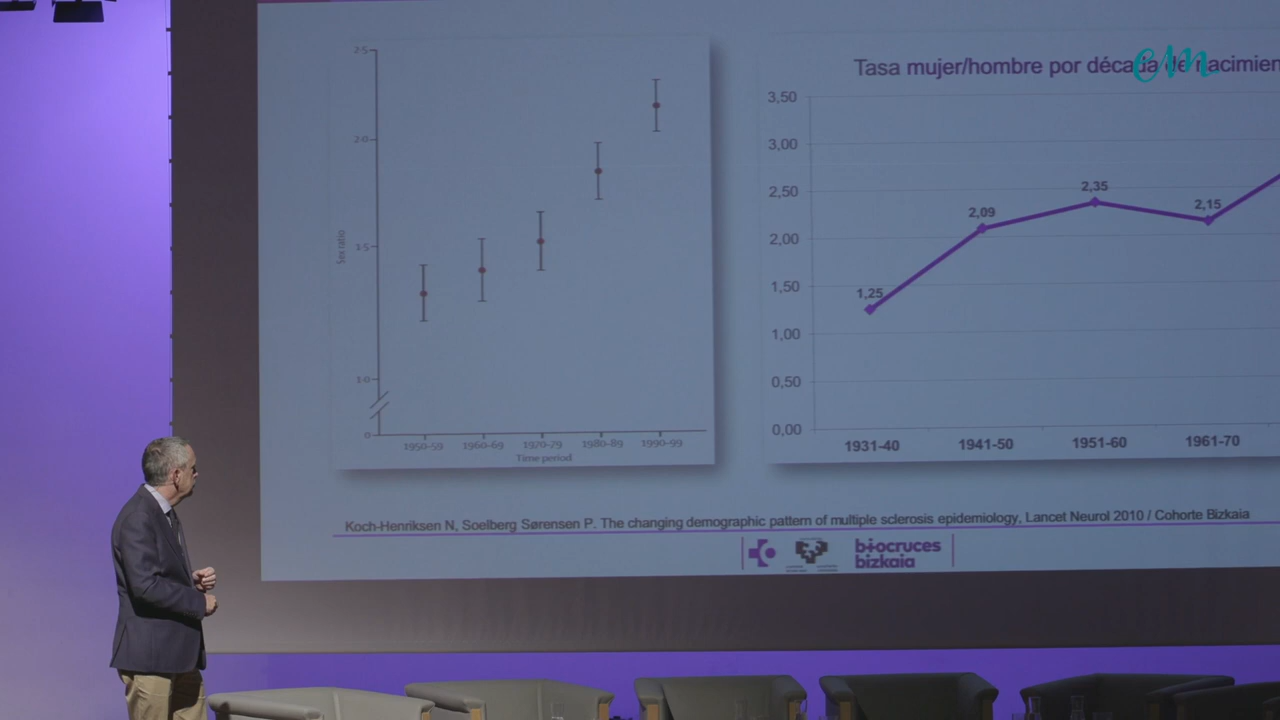 2·5
2·0
1·5
1·0
0
Sex ratio
1950-59 1960-69 1970-79 1980-89 1990-99
Time period
em
Tasa mujer/hombre por década de nacimien
3,50
3,00
2,50
2,00
1,50
1,00
0,50
0,00
1,25
2,09
2,35
2,15
1931-40 1941-50 1951-60 1961-70
Koch-Henriksen N, Soelberg Sørensen P. The changing demographic pattern of multiple sclerosis epidemiology, Lancet Neurol 2010 / Cohorte Bizkaia
biocruces
bizkaia